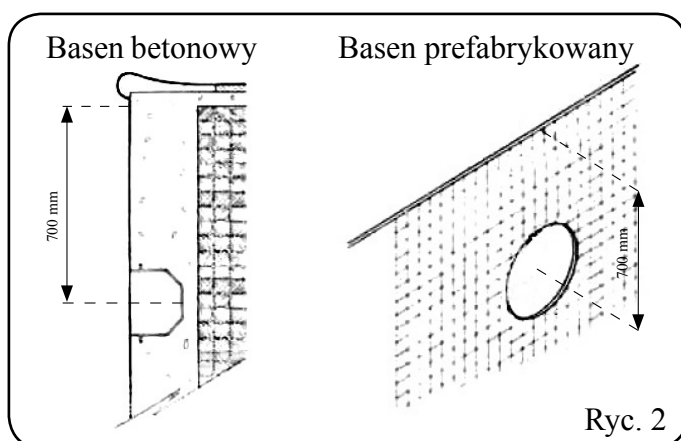 Basen betonowy
Basen prefabrykowany
700 mm
700 mm
Ryc. 2